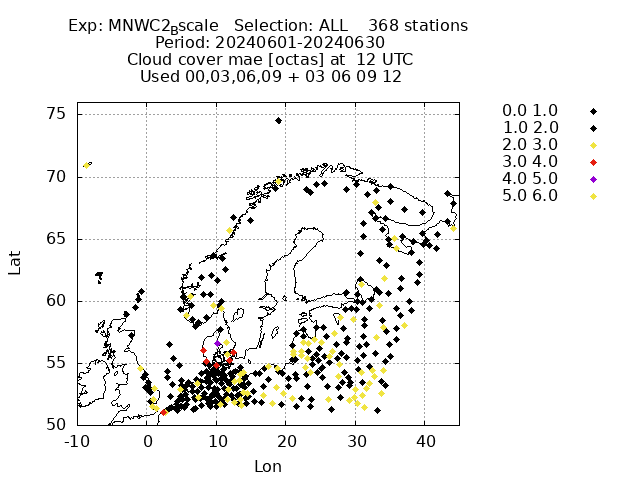 Exp: MNWC2Bscale   Selection: ALL    368 stations
Period: 20240601-20240630
Cloud cover mae [octas] at  12 UTC
Used 00,03,06,09 + 03 06 09 12
0.0 1.0
1.0 2.0
2.0 3.0
3.0 4.0
4.0 5.0
5.0 6.0
75
70
65
60
55
50
Lat
-10 0 10 20 30 40
Lon